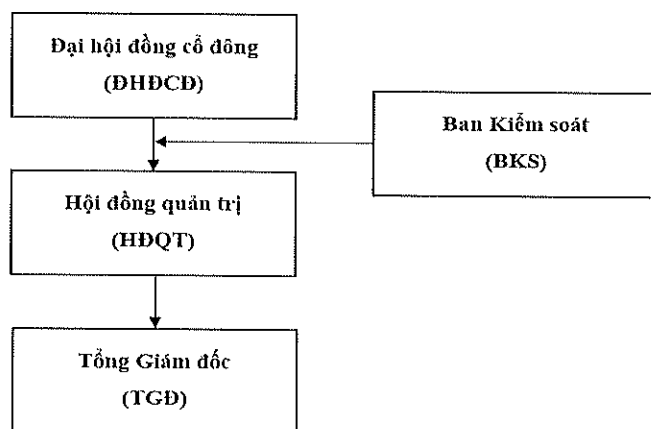 Đại hội đồng cổ đông
(ĐHĐCĐ)
Ban Kiểm soát
(BKS)
Hội đồng quản trị
(HĐQT)
Tổng Giám đốc
(TGĐ)